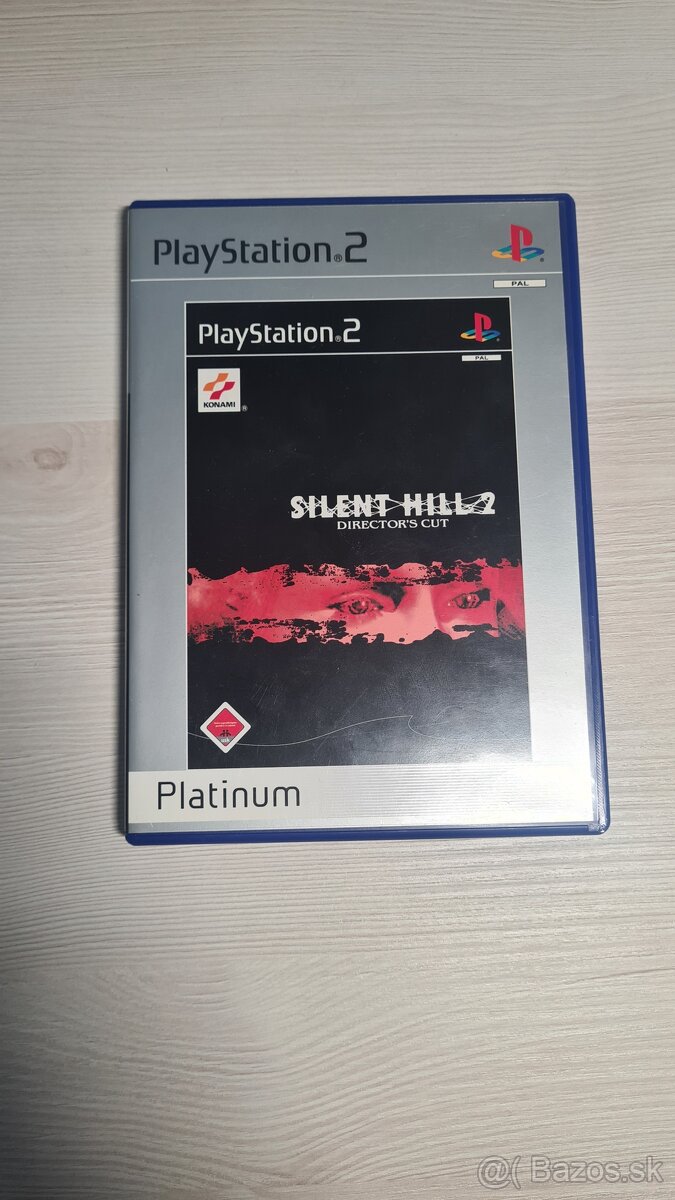 PlayStation®2
PAL
PlayStation®2
PAL
KONAMI®
SILENT HILL 2
DIRECTOR'S CUT
Platinum
@( Bazos.sk